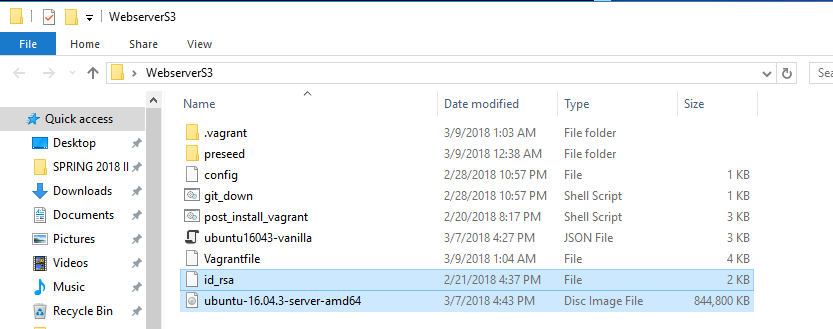 WebserverS3
File Home Share View
WebserverS3 Sea
Name Date modified Type Size
Quick access
Desktop
SPRING 2018 II
Downloads
Documents
Pictures
Videos
Music
Recycle Bin
.vagrant 3/9/2018 1:03 AM File folder
preseed 3/9/2018 12:38 AM File folder
config 2/28/2018 10:57 PM File 1 KB
git_down 2/28/2018 10:57 PM Shell Script 1 KB
post_install_vagrant 2/20/2018 8:17 PM Shell Script 3 KB
ubuntu16043-vanilla 3/7/2018 4:27 PM JSON File 3 KB
Vagrantfile 3/9/2018 1:04 AM File 4 KB
id_rsa 2/21/2018 4:37 PM File 2 KB
ubuntu-16.04.3-server-amd64 3/7/2018 4:43 PM Disc Image File 844,800 KB